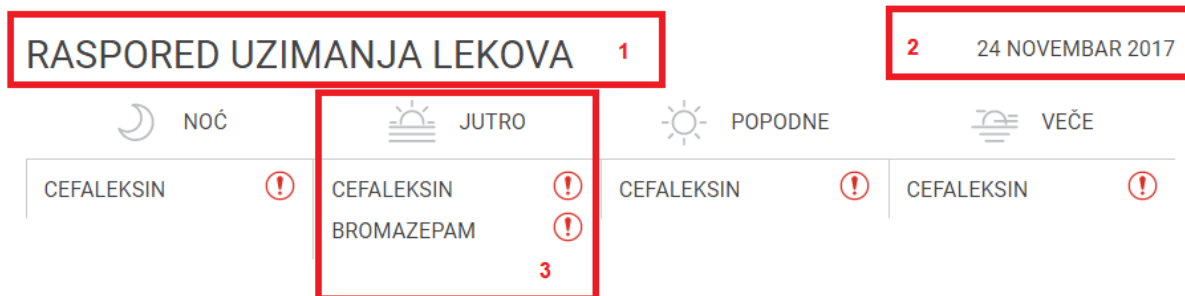 RASPORED UZIMANJA LEKOVA 1
2 24 NOVEMBAR 2017
NOĆ JUTRO POPODNE VEČE
CEFALEKSIN CEFALEKSIN CEFALEKSIN CEFALEKSIN
BROMAZEPAM
3